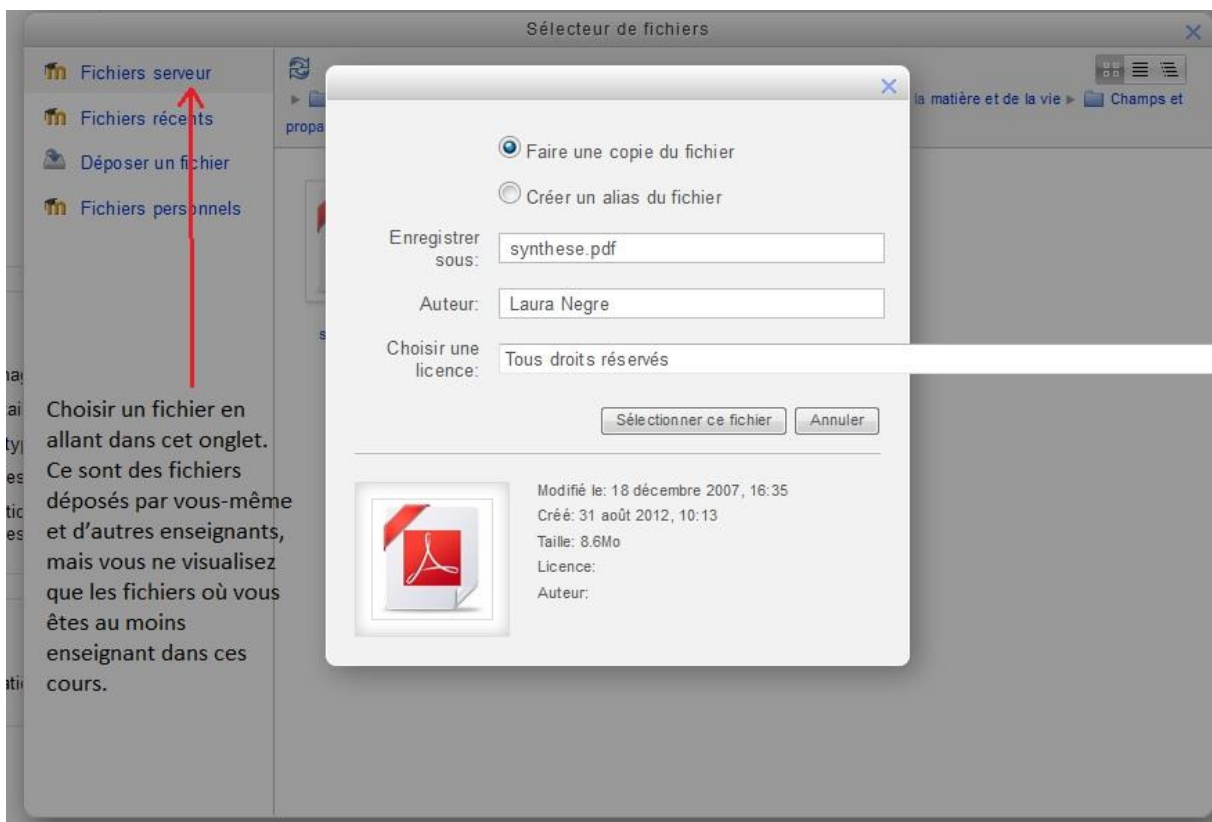 Sélecteur de fichiers
Fichiers serveur
Fichiers récents
Déposer un fichier
Fichiers personnels
la matière et de la vie
Champs et
propa
Faire une copie du fichier
Créer un alias du fichier
Enregistrer
sous:
synthese.pdf
Auteur:
Laura Negre
Choisir une
licence:
Tous droits réservés
Sélectionner ce fichier
Annuler
Modifié le: 18 décembre 2007, 16:35
Créé: 31 août 2012, 10:13
Taille: 8.6Mo
Licence:
Auteur:
Choisir un fichier en
allant dans cet onglet.
Ce sont des fichiers
déposés par vous-même
et d'autres enseignants,
mais vous ne visualisez
que les fichiers où vous
êtes au moins
enseignant dans ces
cours.